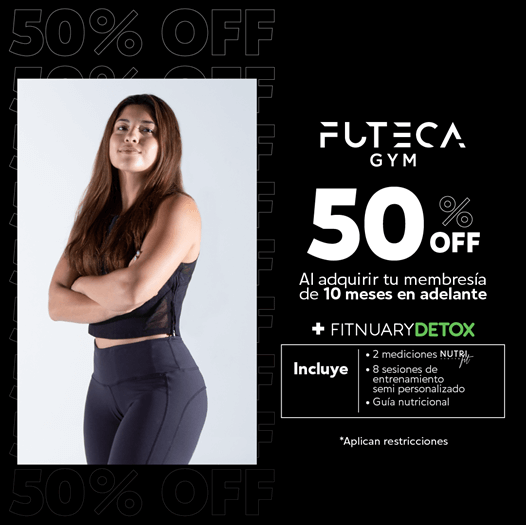 50% OFF
50% OFF
FUTECA
GYM
50%
OFF
Al adquirir tu membresía
de 10 meses en adelante
+ FITNUARYDETOX
Incluye
• 2 mediciones NUTRI fit
• 8 sesiones de
entrenamiento
semi personalizado
• Guía nutricional
*Aplican restricciones
50% OFF